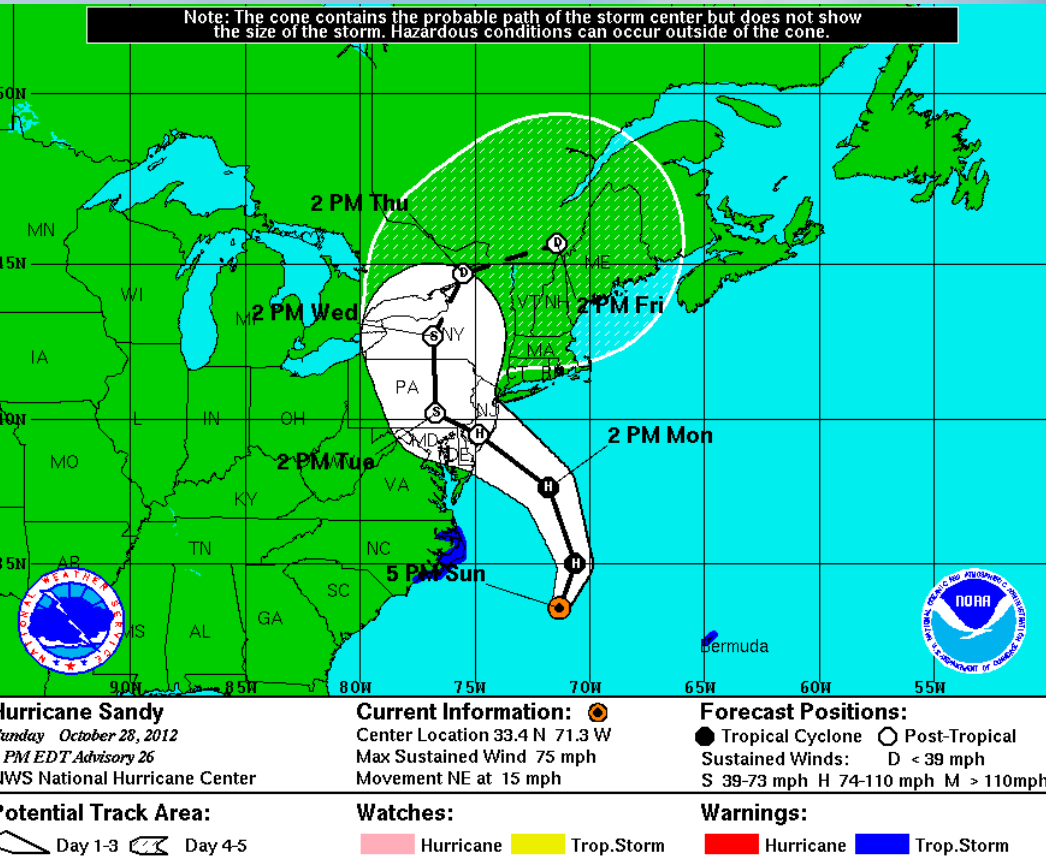 Note: The cone contains the probable path of the storm center but does not show
the size of the storm. Hazardous conditions can occur outside of the cone.
50N
2 PM Thu
MN
45N
ME
WI
VT NH
2 PM Wed
2 PM Fri
MI
NY
MA
IA
CT RI
PA
NJ
40N
IL
IN
OH
2 PM Mon
MD
DE
MO
2 PM Tue
WV
VA
KY
TN
NC
35N
AR
5 PM Sun
SC
GA
MS
AL
NATIONAL WEATHER SERVICE
NOAA
Bermuda
90W 85W 80W 75W 70W 65W 60W 55W
Hurricane Sandy
Sunday October 28, 2012
PM EDT Advisory 26
NWS National Hurricane Center
Current Information:
Center Location 33.4 N 71.3 W
Max Sustained Wind 75 mph
Movement NE at 15 mph
Forecast Positions:
Tropical Cyclone Post-Tropical
Sustained Winds: D < 39 mph
S 39-73 mph H 74-110 mph M > 110mph
Potential Track Area:
Day 1-3 Day 4-5
Watches:
Hurricane Trop.Storm
Warnings:
Hurricane Trop.Storm